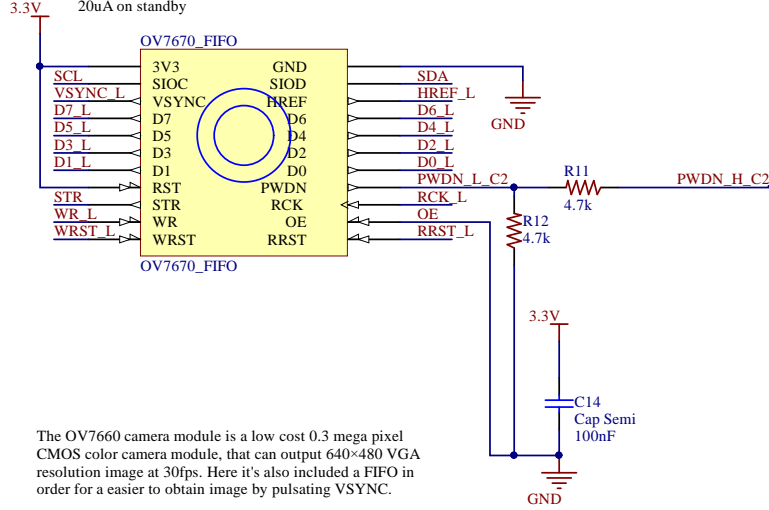 3.3V
20uA on standby
OV7670_FIFO
3V3 GND
SCL SIOC SIOD SDA
VSYNC_L VSYNC HREF HREF_L
D7_L D7 D6 D6_L
D5_L D5 D4 D4_L
D3_L D3 D2 D2_L
D1_L D1 D0 D0_L
RST PWDN PWDN_L_C2
STR STR RCK RCK_L
WR_L WR OE OE
WRST_L WRST RRST RRST_L
OV7670_FIFO
GND
R11
4.7k
PWDN_H_C2
R12
4.7k
3.3V
C14
Cap Semi
100nF
GND
The OV7660 camera module is a low cost 0.3 mega pixel
CMOS color camera module, that can output 640×480 VGA
resolution image at 30fps. Here it's also included a FIFO in
order for a easier to obtain image by pulsating VSYNC.